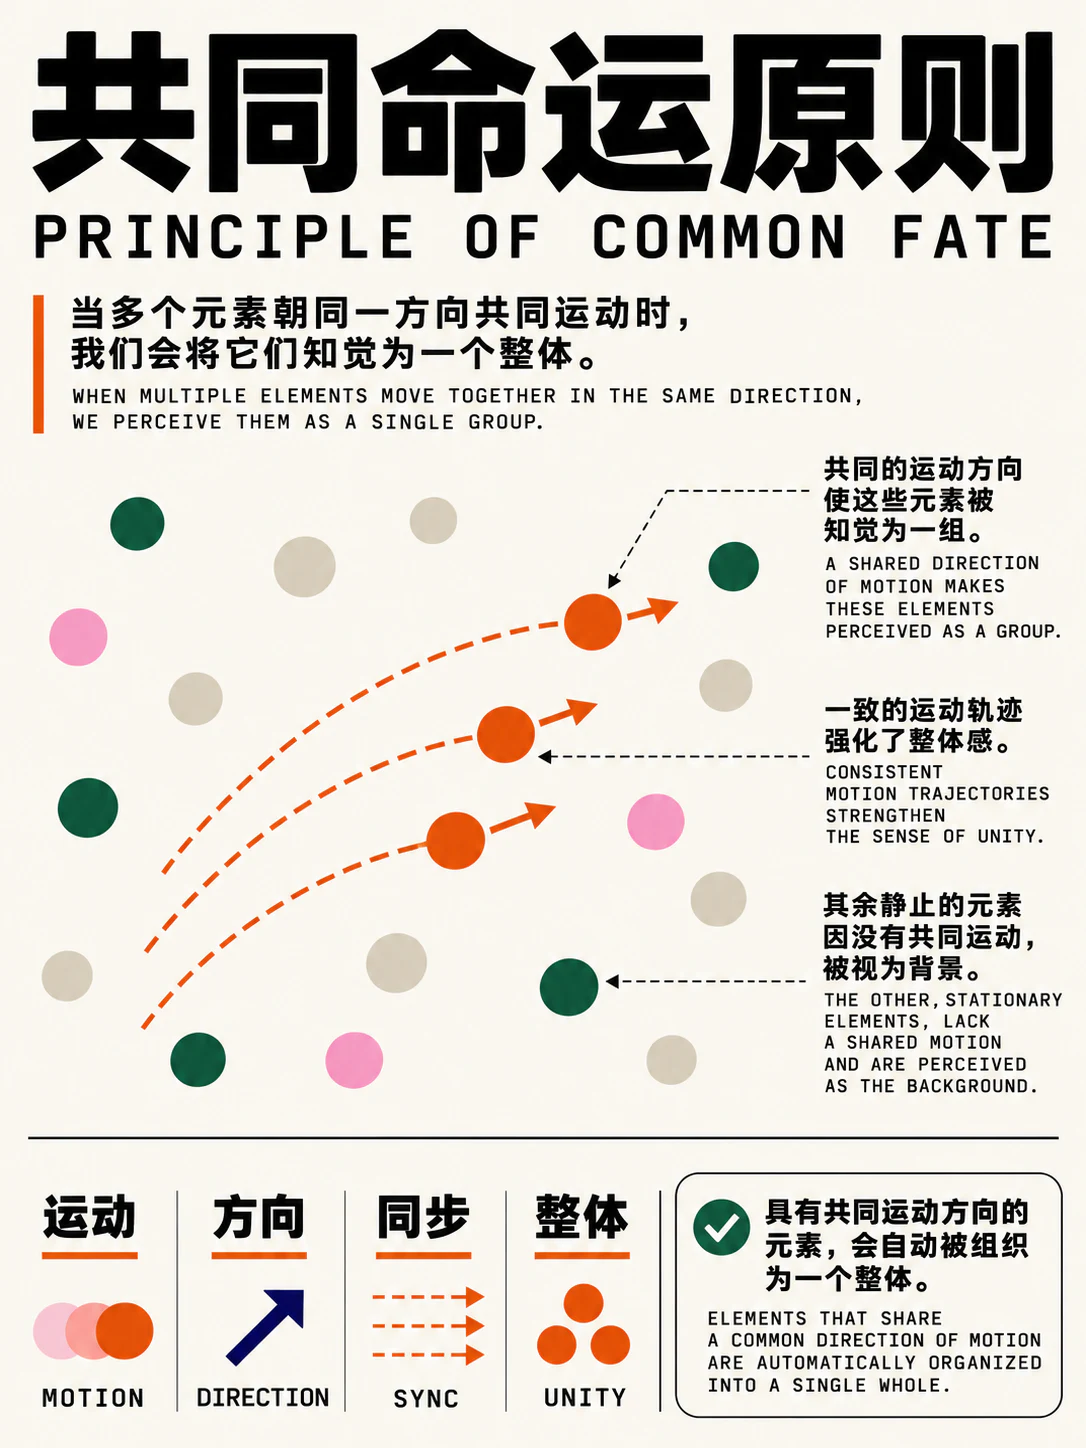 共同命运原则
PRINCIPLE OF COMMON FATE
当多个元素朝同一方向共同运动时，
我们会将它们知觉为一个整体。
WHEN MULTIPLE ELEMENTS MOVE TOGETHER IN THE SAME DIRECTION,
WE PERCEIVE THEM AS A SINGLE GROUP.
共同的运动方向
使这些元素被
知觉为一组。
A SHARED DIRECTION
OF MOTION MAKES
THESE ELEMENTS
PERCEIVED AS A GROUP.
一致的运动轨迹
强化了整体感。
CONSISTENT
MOTION TRAJECTORIES
STRENGTHEN
THE SENSE OF UNITY.
其余静止的元素
因没有共同运动，
被视为背景。
THE OTHER, STATIONARY
ELEMENTS, LACK
A SHARED MOTION
AND ARE PERCEIVED
AS THE BACKGROUND.
运动
MOTION
方向
DIRECTION
同步
SYNC
整体
UNITY
具有共同运动方向的
元素，会自动被组织
为一个整体。
ELEMENTS THAT SHARE
A COMMON DIRECTION OF MOTION
ARE AUTOMATICALLY ORGANIZED
INTO A SINGLE WHOLE.